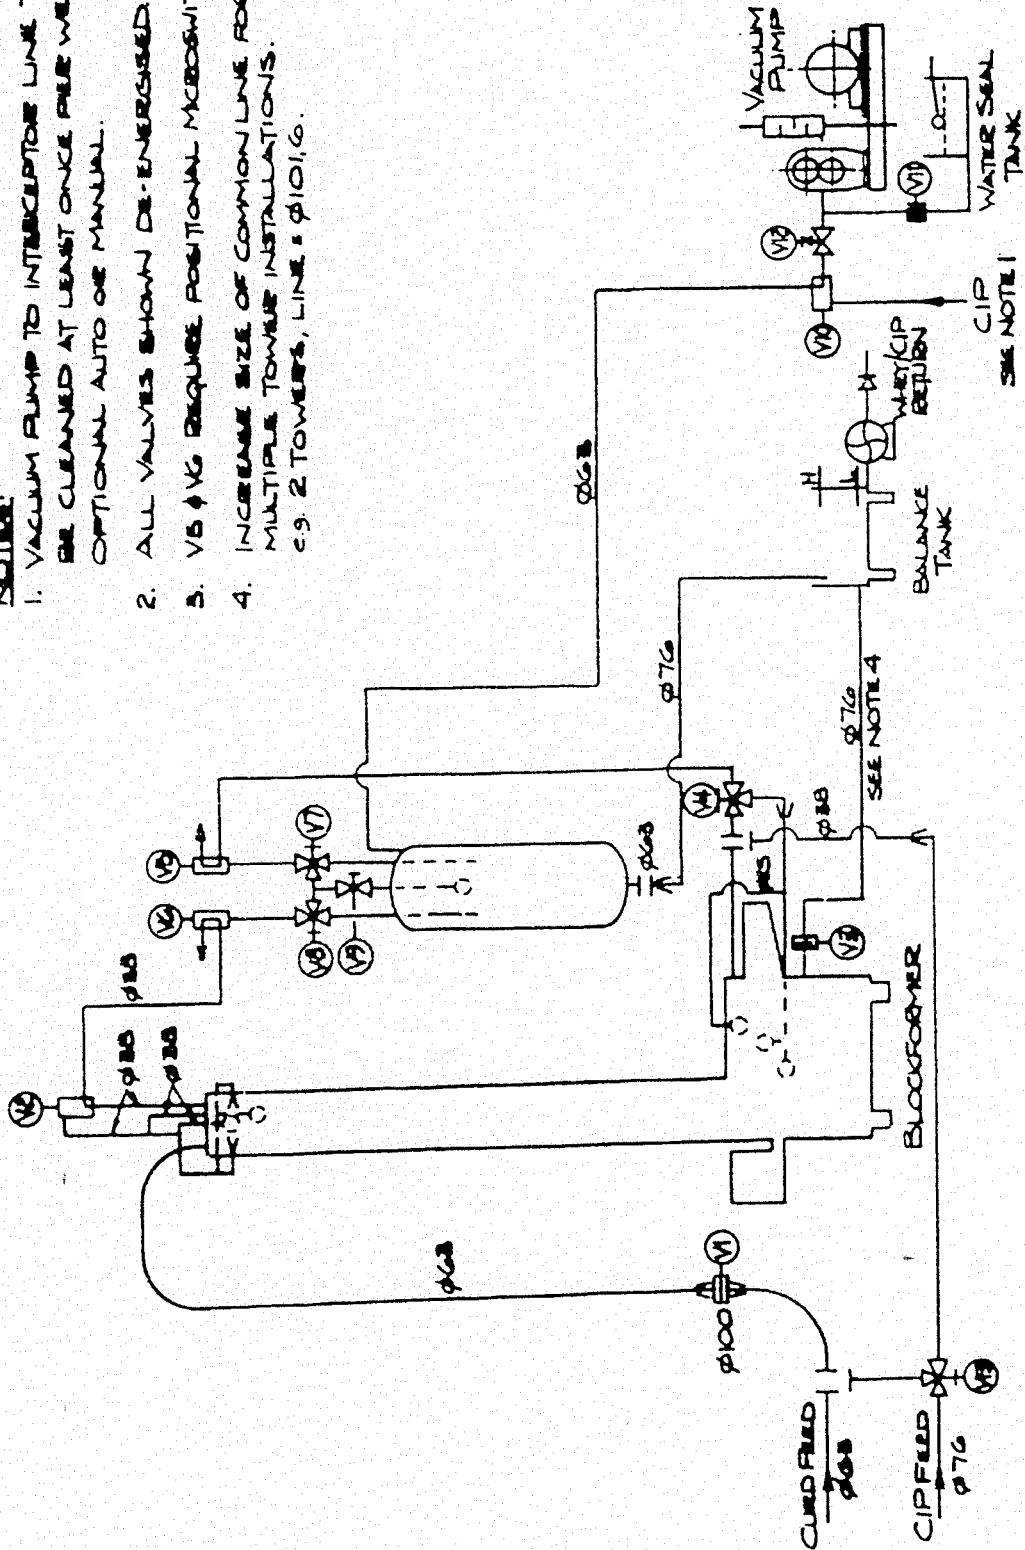 NOTES:
1. VACUUM PUMP TO INTERCEPTOR LINE
BE CLEANED AT LEAST ONCE PER WE
OPTIONAL AUTO OR MANUAL.
2. ALL VALVES SHOWN DE-ENERGISED.
3. V5 & V6 REQUIRE POSITIONAL MICROSWIT
4. INCREASE SIZE OF COMMON LINE FOR
MULTIPLE TOWER INSTALLATIONS.
e.g. 2 TOWERS, LINE = Ø101,6.
VACUUM
PUMP
V11
WATER SEAL
TANK
V12
V10
CIP
SEE NOTE 1
WHEY/CIP
RETURN
H
L
BALANCE
TANK
Ø63
Ø76
Ø76
SEE NOTE 4
V5
V6
V7
V8
V9
Ø63
V4
Ø38
V3
BLOCKFORMER
Ø38
Ø38
Ø38
V2
Ø63
V1
Ø100
CURD FEED
Ø63
CIP FEED
Ø76
V13